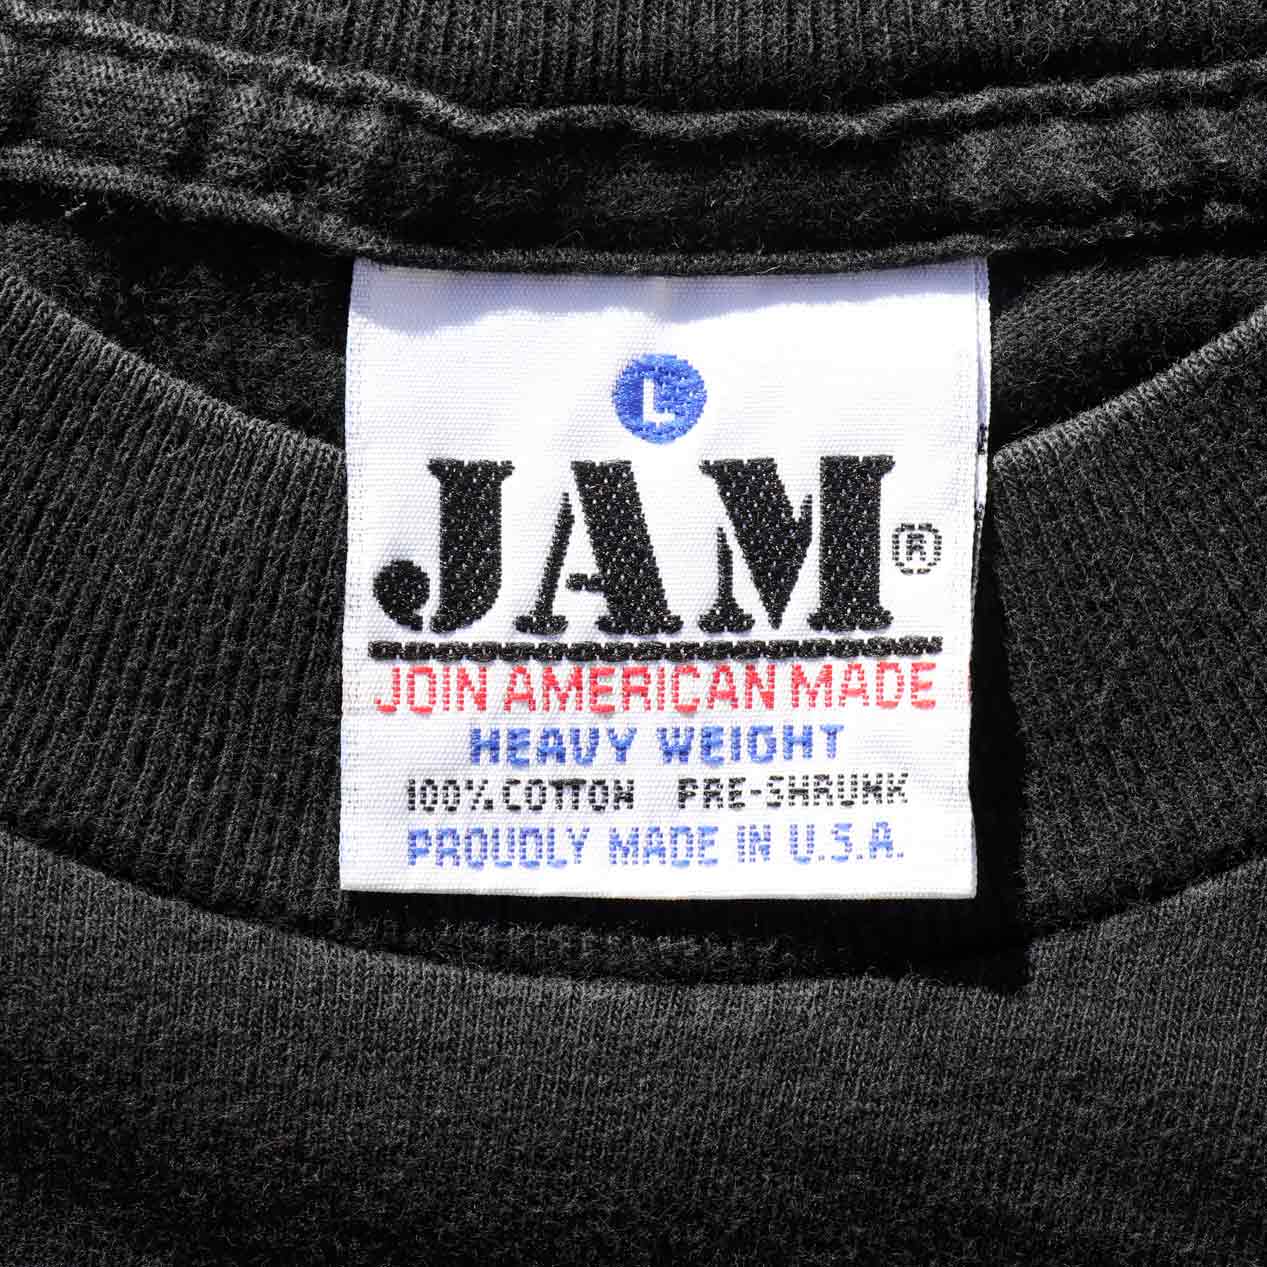 L
JAM®
JOIN AMERICAN MADE
HEAVY WEIGHT
100% COTTON PRE-SHRUNK
PROUDLY MADE IN U.S.A.